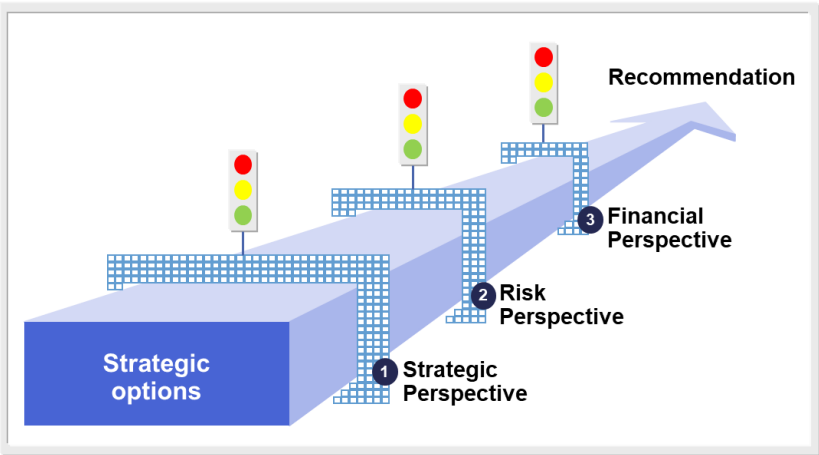 Recommendation
3 Financial
Perspective
2 Risk
Perspective
Strategic
options
1 Strategic
Perspective